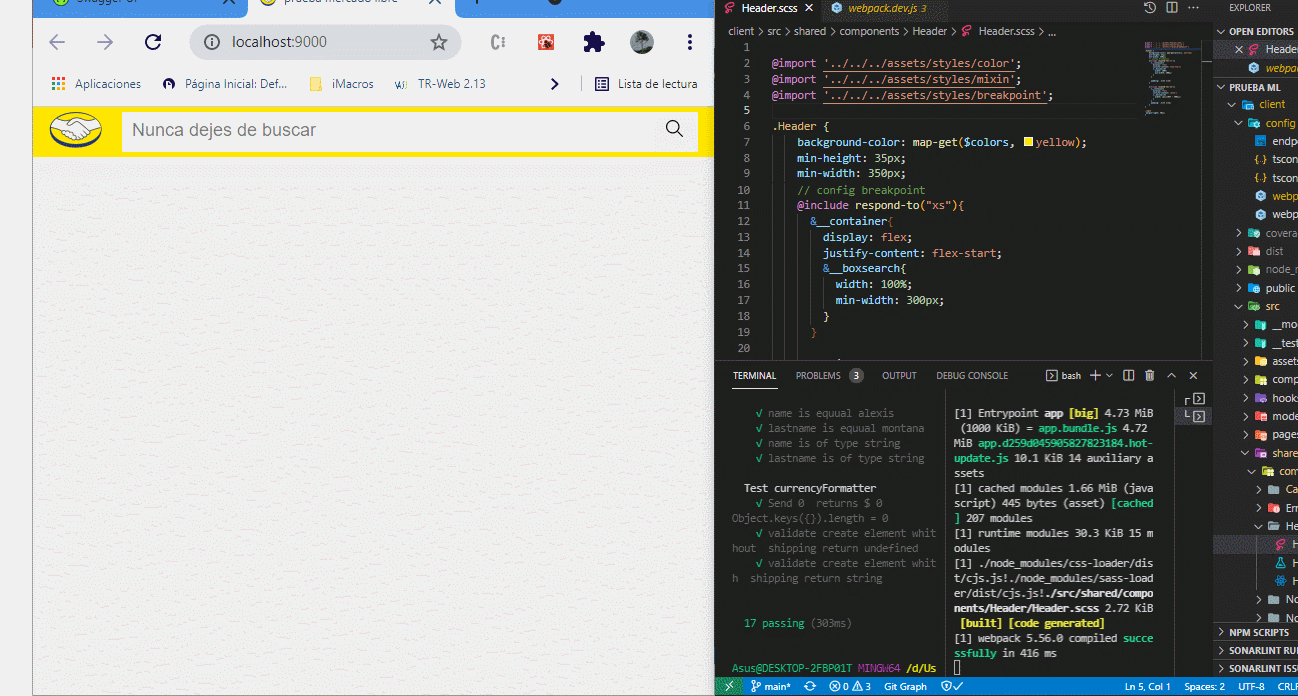 prueba mercado libre
localhost:9000
Aplicaciones
Página Inicial: Def...
iMacros
TR-Web 2.13
Lista de lectura
Nunca dejes de buscar
Header.scss
webpack.dev.js 3
client > src > shared > components > Header > Header.scss > ...
1
2 @import '../../../assets/styles/color';
3 @import '../../../assets/styles/mixin';
4 @import '../../../assets/styles/breakpoint';
5
6 .Header {
7 background-color: map-get($colors, yellow);
8 min-height: 35px;
9 min-width: 350px;
10 // config breakpoint
11 @include respond-to("xs"){
12 &__container{
13 display: flex;
14 justify-content: flex-start;
15 &__boxsearch{
16 width: 100%;
17 min-width: 300px;
18 }
19 }
20
TERMINAL
PROBLEMS 3
OUTPUT
DEBUG CONSOLE
bash
√ name is equual alexis
√ lastname is equual montana
√ name is of type string
√ lastname is of type string
Test currencyFormatter
√ Send 0 returns $ 0
Object.keys({}).length = 0
√ validate create element whit
hout shipping return undefined
√ validate create element whit
h shipping return string
17 passing (303ms)
Asus@DESKTOP-2FBP01T MINGW64 /d/Us
[1] Entrypoint app [big] 4.73 MiB
(1000 KiB) = app.bundle.js 4.72
MiB app.d259d045905827823184.hot-
update.js 10.1 KiB 14 auxiliary a
ssets
[1] cached modules 1.66 MiB (java
script) 445 bytes (asset) [cached
] 207 modules
[1] runtime modules 30.3 KiB 15 m
odules
[1] ./node_modules/css-loader/dis
t/cjs.js!./node_modules/sass-load
er/dist/cjs.js!./src/shared/compo
nents/Header/Header.scss 2.72 KiB
[built] [code generated]
[1] webpack 5.56.0 compiled succe
ssfully in 416 ms
EXPLORER
OPEN EDITORS
Heade
webpac
PRUEBA ML
client
config
endp
tscon
tscon
webp
webp
covera
dist
node_n
public
src
__mo
__test
assets
comp
hooks
mode
pages
share
com
Ca
Err
He
H
H
H
No
No
NPM SCRIPTS
SONARLINT RU
SONARLINT ISS
main*
0 3
Git Graph
Ln 5, Col 1
Spaces: 2
UTF-8
CRLF